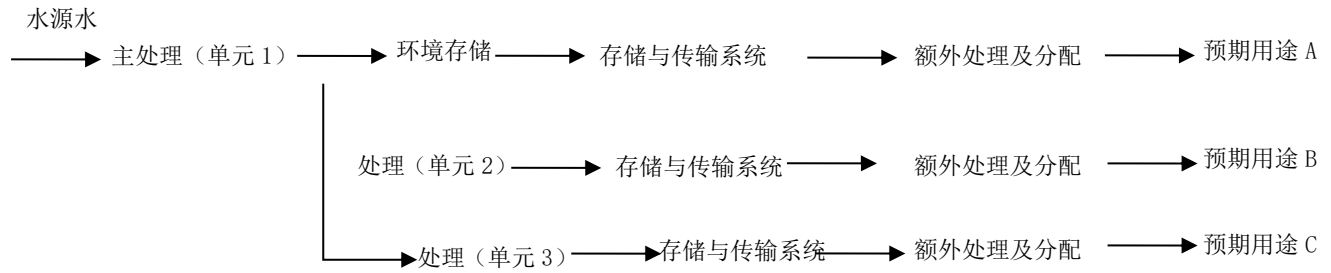 水源水
主处理（单元 1） 环境存储 存储与传输系统 额外处理及分配 预期用途 A
处理（单元 2） 存储与传输系统 额外处理及分配 预期用途 B
处理（单元 3） 存储与传输系统 额外处理及分配 预期用途 C